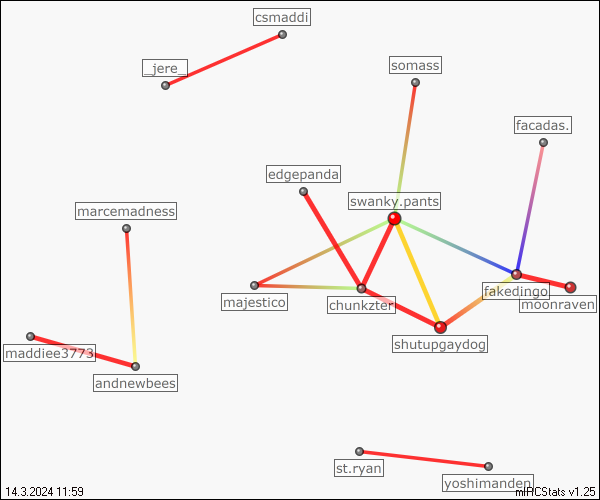 csmaddi
_jere_
somass
facadas.
edgepanda
swanky.pants
marcemadness
fakedingo
majestico
chunkzter
moonraven
shutupgaydog
maddiee3773
andnewbees
st.ryan
yoshimanden
14.3.2024 11:59
mIRCStats v1.25